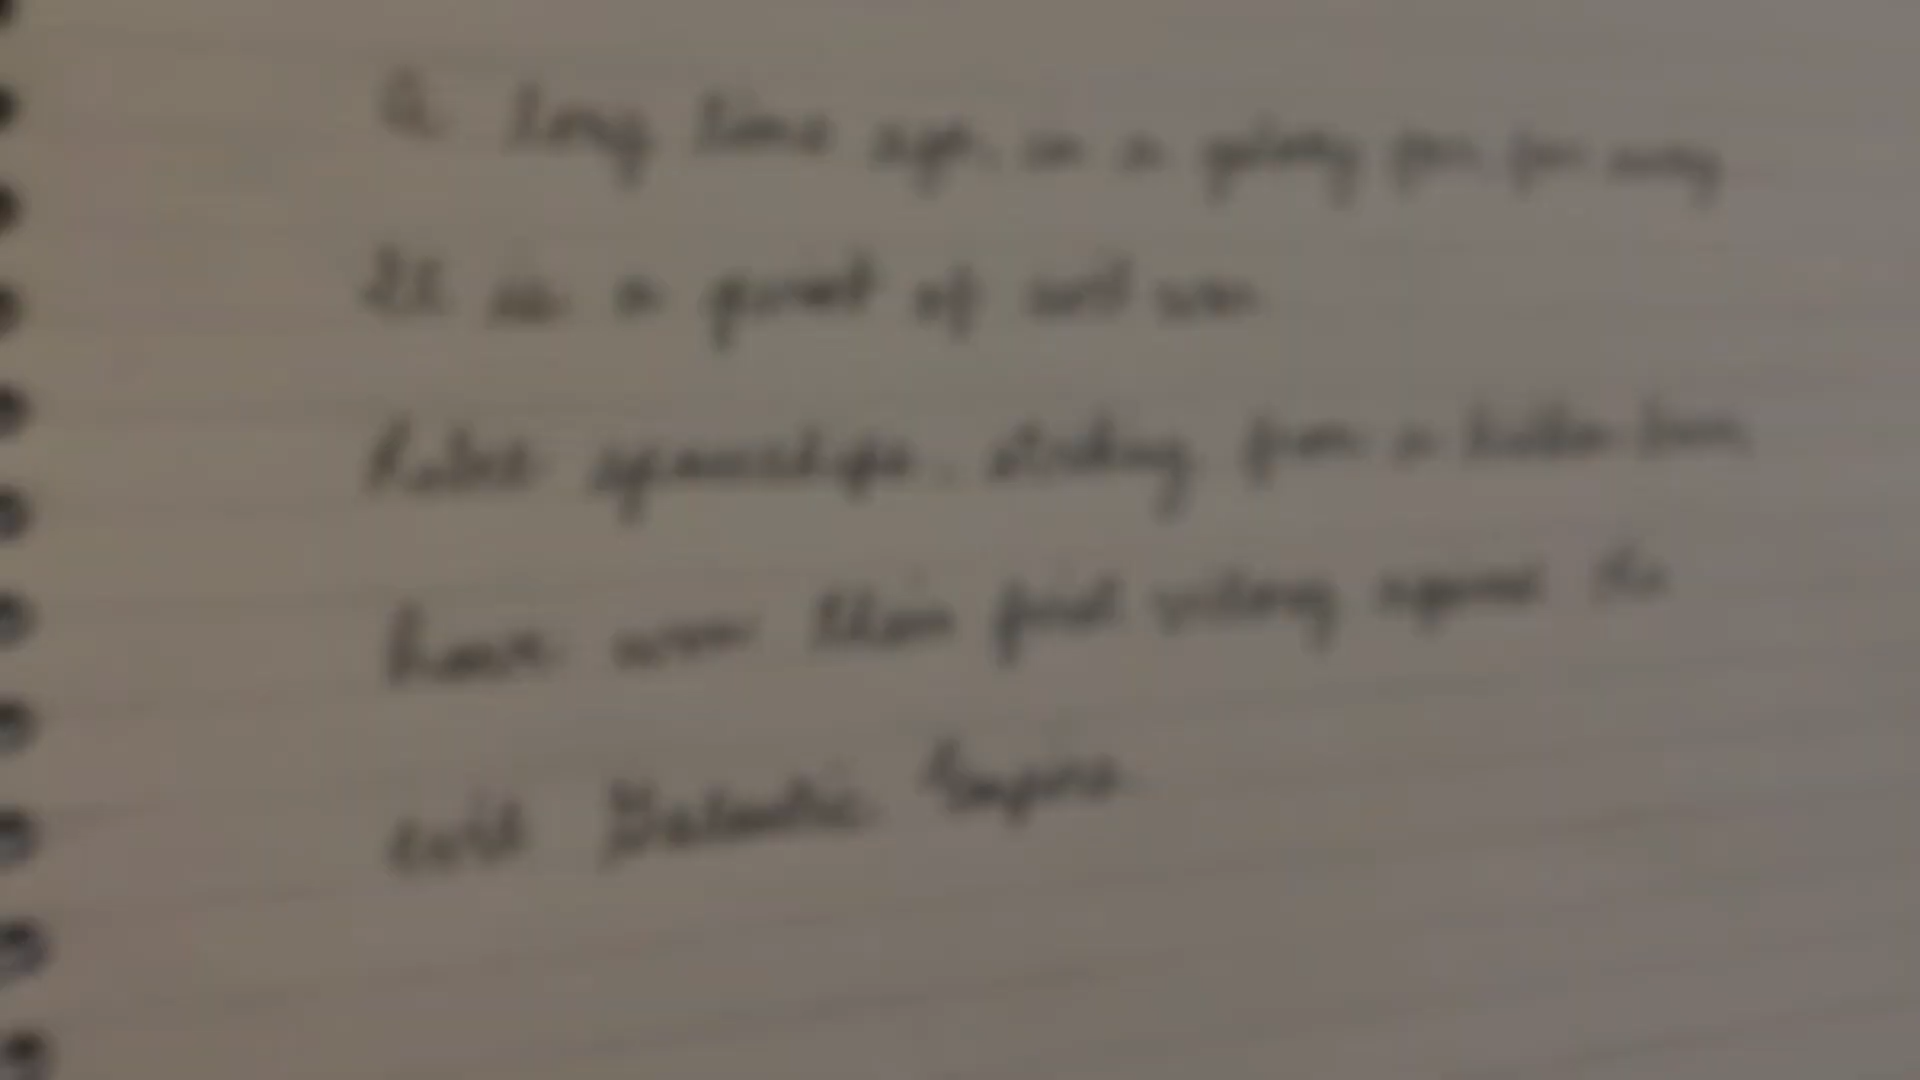 A long time ago, in a galaxy far far away
It is a period of civil war
Rebel spaceships, striking from a hidden base
have won their first victory against the
evil Galactic Empire